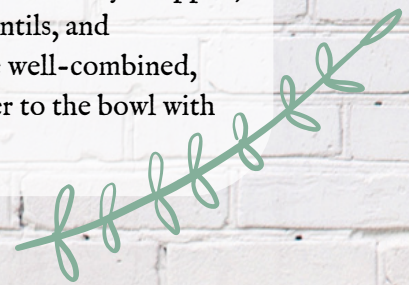 ntils, and
well-combined,
er to the bowl with